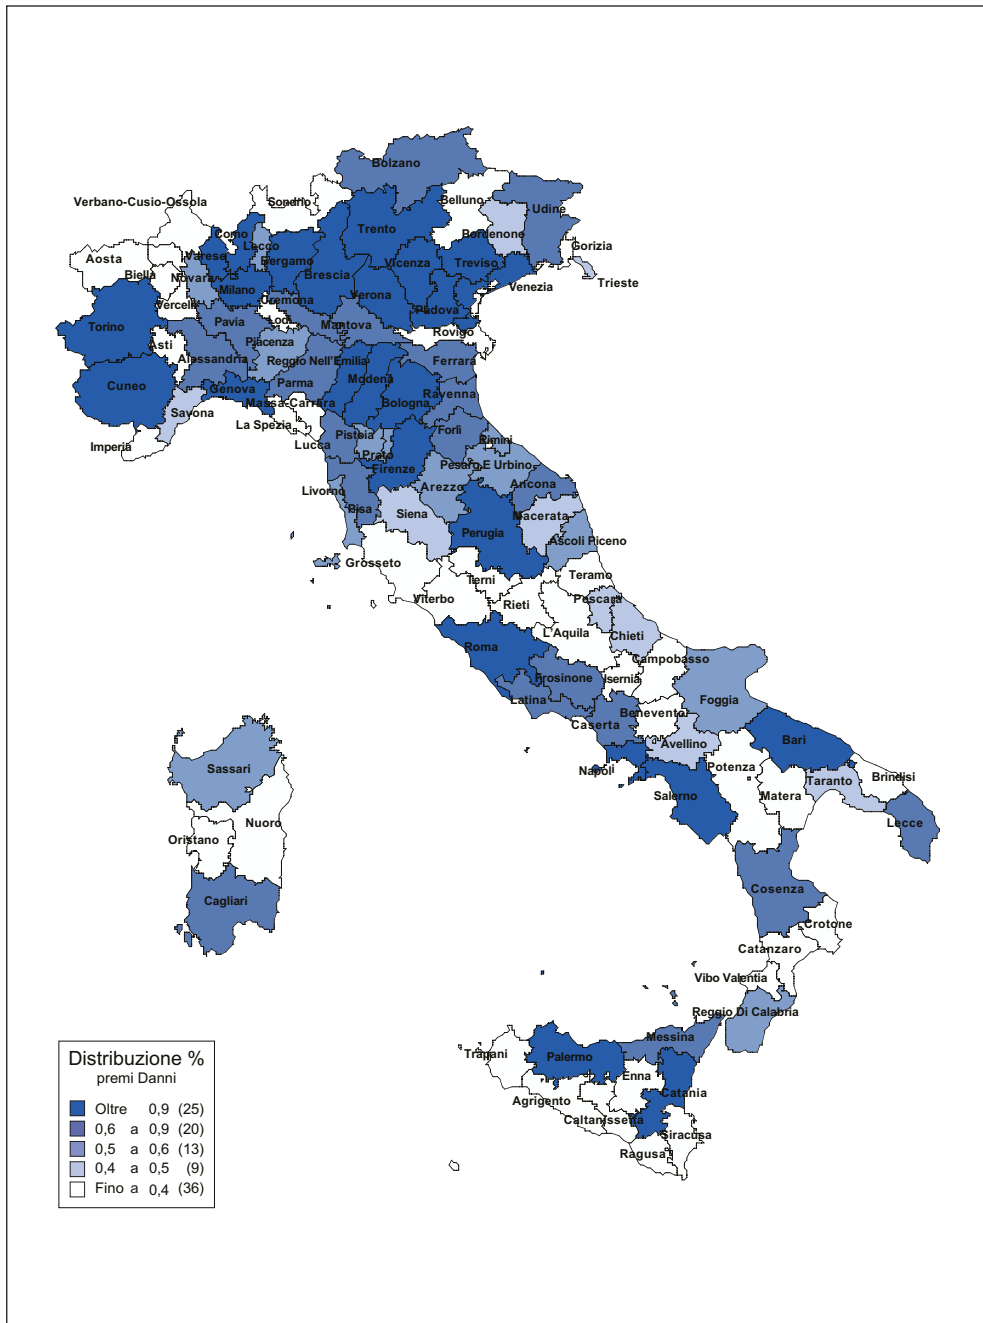 Bolzano
Verbano-Cusio-Ossola
Sondrio
Belluno
Udine
Trento
Como
Bordenone
Lecco
Gorizia
Aosta
Varese
Bergamo
Vicenza
Treviso
Biella
Novara
Brescia
Trieste
Milano
Venezia
Vercelli
Cremona
Verona
Padova
Torino
Pavia
Lodi
Mantova
Rovigo
Asti
Piacenza
Alessandria
Reggio Nell'Emilia
Ferrara
Cuneo
Genova
Parma
Modena
Massa-Carrara
Bologna
Ravenna
Savona
La Spezia
Imperia
Lucca
Pistoia
Forlì
Rimini
Prato
Firenze
Pesaro E Urbino
Livorno
Arezzo
Ancona
Pisa
Siena
Macerata
Perugia
Ascoli Piceno
Grosseto
Terni
Teramo
Viterbo
Rieti
Pescara
L'Aquila
Chieti
Roma
Campobasso
Frosinone
Isernia
Latina
Foggia
Caserta
Benevento
Avellino
Bari
Napoli
Potenza
Sassari
Salerno
Matera
Taranto
Brindisi
Nuoro
Lecce
Oristano
Cagliari
Cosenza
Crotone
Catanzaro
Vibo Valentia
Reggio Di Calabria
Messina
Trapani
Palermo
Enna
Agrigento
Catania
Caltanissetta
Siracusa
Ragusa
Distribuzione %
premi Danni
Oltre 0,9 (25)
0,6 a 0,9 (20)
0,5 a 0,6 (13)
0,4 a 0,5 (9)
Fino a 0,4 (36)